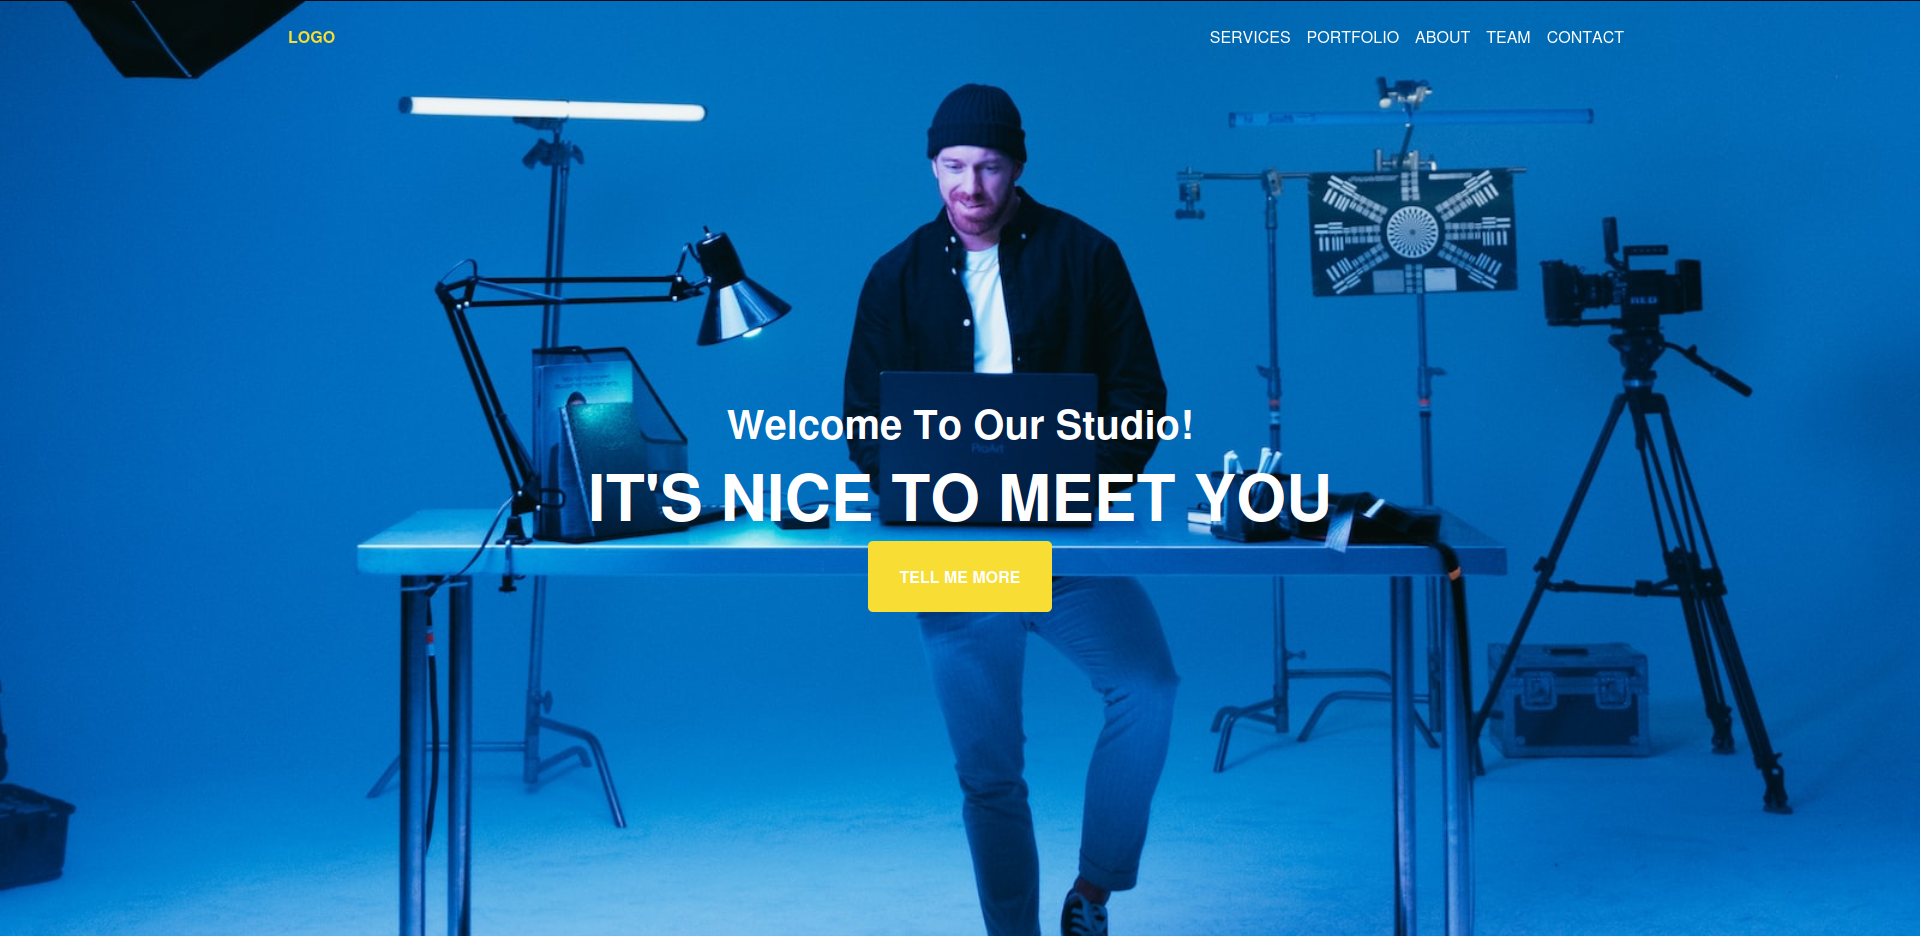 LOGO
SERVICES PORTFOLIO ABOUT TEAM CONTACT
Welcome To Our Studio!
IT'S NICE TO MEET YOU
TELL ME MORE